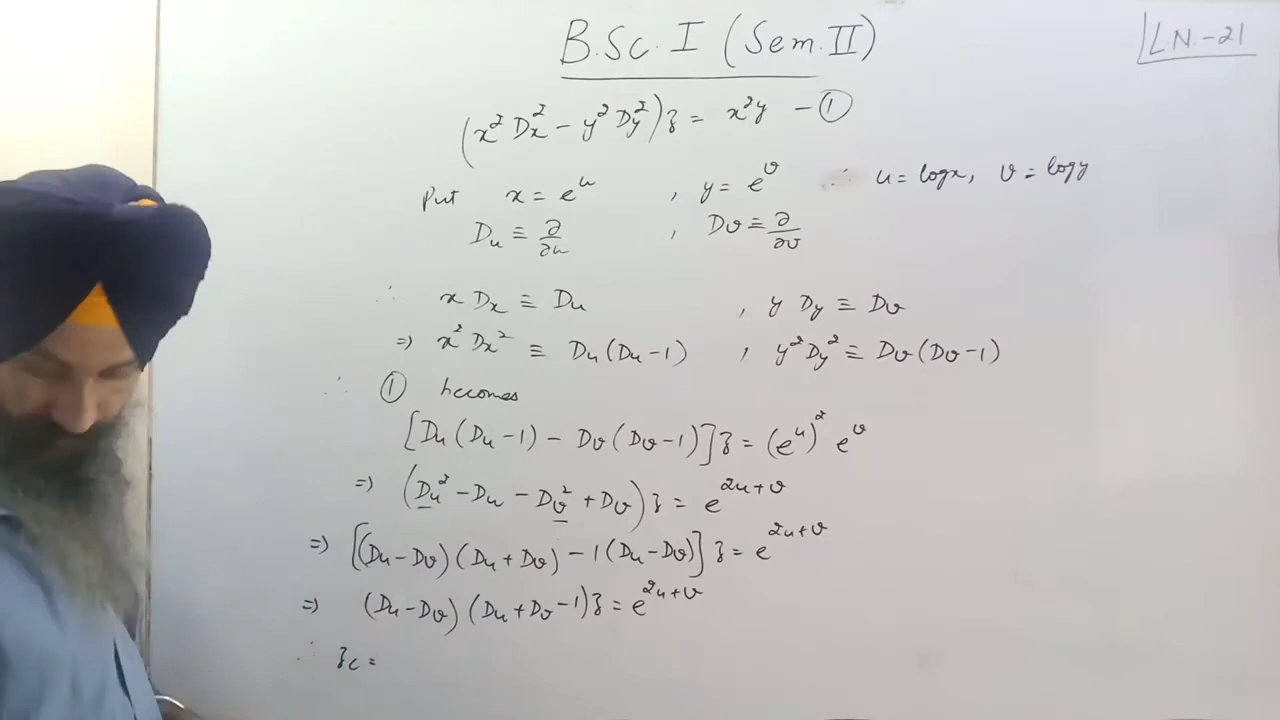 B.Sc. I (Sem. II)
LN.-21
(x² Dx² - y² Dy²) z = x²y - ①
Put x = e^u , y = e^v ∴ u = logx, v = logy
Du ≡ ∂/∂u , Dv ≡ ∂/∂v
∴ x Dx ≡ Du , y Dy ≡ Dv
⇒ x² Dx² ≡ Du (Du - 1) , y² Dy² ≡ Dv (Dv - 1)
∴ ① becomes
[Du (Du - 1) - Dv (Dv - 1)] z = (e^u)² e^v
⇒ (Du² - Du - Dv² + Dv) z = e^(2u+v)
⇒ [(Du - Dv) (Du + Dv) - 1 (Du - Dv)] z = e^(2u+v)
⇒ (Du - Dv) (Du + Dv - 1) z = e^(2u+v)
∴ zc =